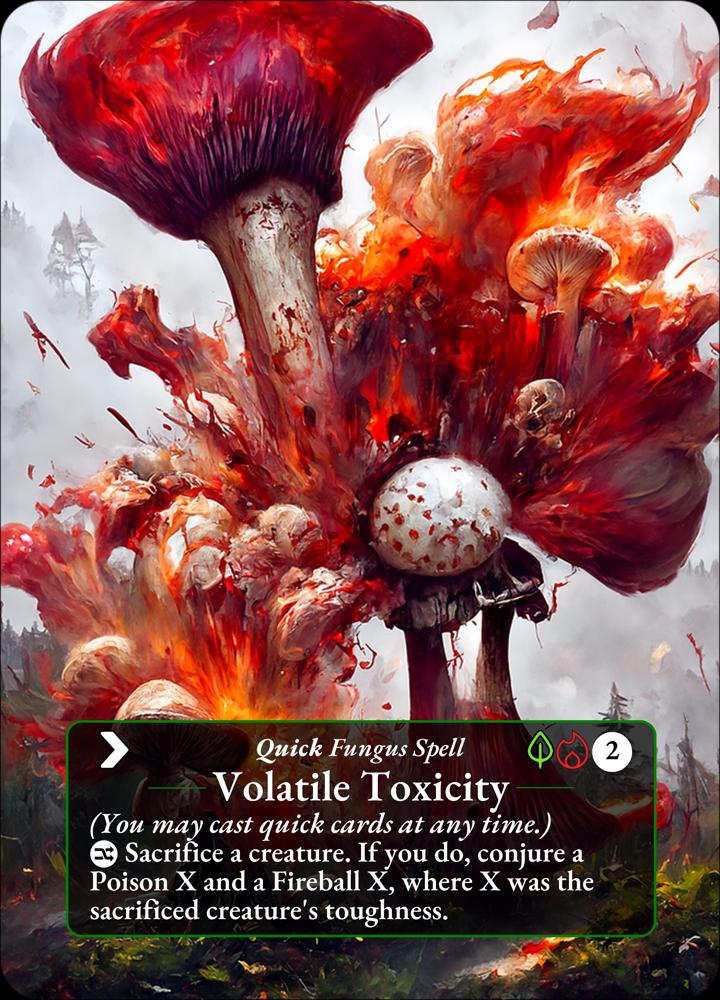 Quick Fungus Spell 2
Volatile Toxicity
(You may cast quick cards at any time.)
Sacrifice a creature. If you do, conjure a
Poison X and a Fireball X, where X was the
sacrificed creature's toughness.